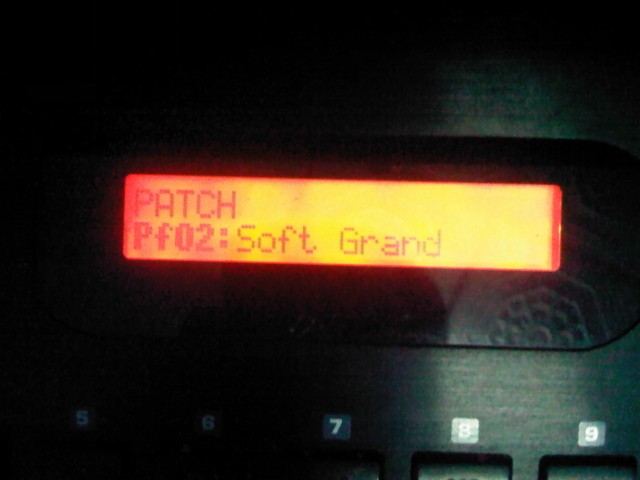 PATCH
Pf02:Soft Grand
5 6 7 8 9